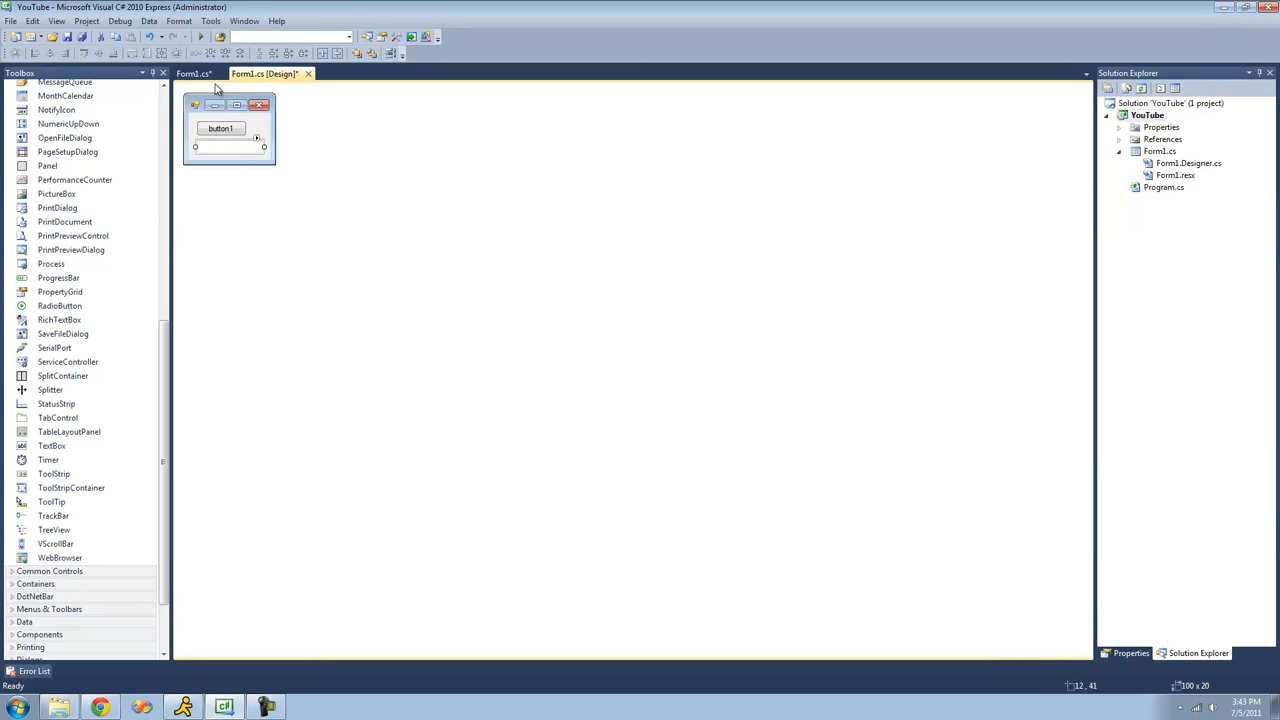 YouTube - Microsoft Visual C# 2010 Express (Administrator)
File Edit View Project Debug Data Format Tools Window Help
Toolbox
Form1.cs*
Form1.cs [Design]*
Solution Explorer
MessageQueue
MonthCalendar
NotifyIcon
NumericUpDown
OpenFileDialog
PageSetupDialog
Panel
PerformanceCounter
PictureBox
PrintDialog
PrintDocument
PrintPreviewControl
PrintPreviewDialog
Process
ProgressBar
PropertyGrid
RadioButton
RichTextBox
SaveFileDialog
SerialPort
ServiceController
SplitContainer
Splitter
StatusStrip
TabControl
TableLayoutPanel
TextBox
Timer
ToolStrip
ToolStripContainer
ToolTip
TrackBar
TreeView
VScrollBar
WebBrowser
Common Controls
Containers
DotNetBar
Menus & Toolbars
Data
Components
Printing
button1
Solution 'YouTube' (1 project)
YouTube
Properties
References
Form1.cs
Form1.Designer.cs
Form1.resx
Program.cs
Properties
Solution Explorer
Error List
Ready
12 , 41
100 x 20
3:43 PM
7/5/2011